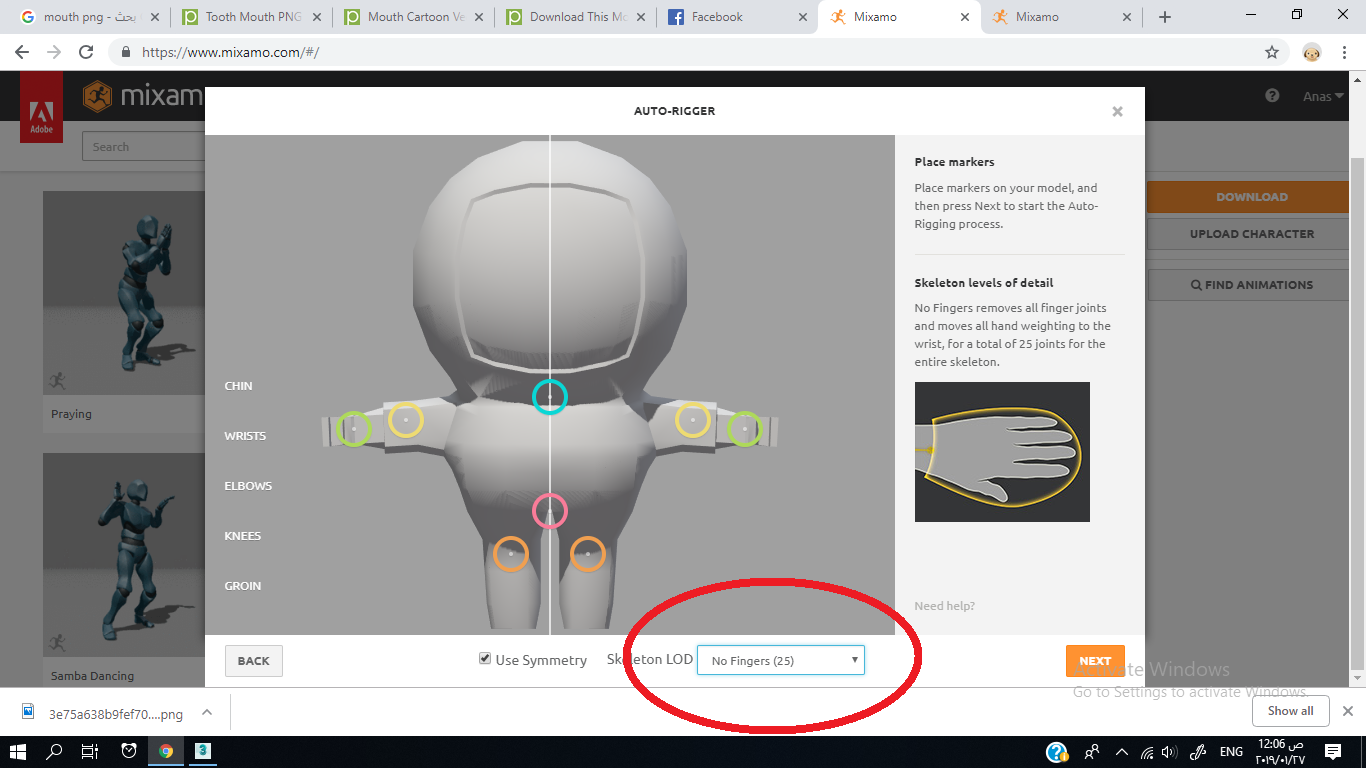 mouth png - بحث
Tooth Mouth PNG
Mouth Cartoon Ve
Download This Mo
Facebook
Mixamo
Mixamo
https://www.mixamo.com/#/
Adobe
mixamo
Anas
Search
AUTO-RIGGER
Place markers
Place markers on your model, and
then press Next to start the Auto-
Rigging process.
DOWNLOAD
UPLOAD CHARACTER
FIND ANIMATIONS
Skeleton levels of detail
No Fingers removes all finger joints
and moves all hand weighting to the
wrist, for a total of 25 joints for the
entire skeleton.
CHIN
WRISTS
ELBOWS
KNEES
GROIN
Praying
Samba Dancing
Need help?
BACK
Use Symmetry
Skeleton LOD
No Fingers (25)
NEXT
Activate Windows
Go to Settings to activate Windows.
3e75a638b9fef70....png
Show all
3
ENG
12:06 ص
٢٠١٩/٠١/٢٧